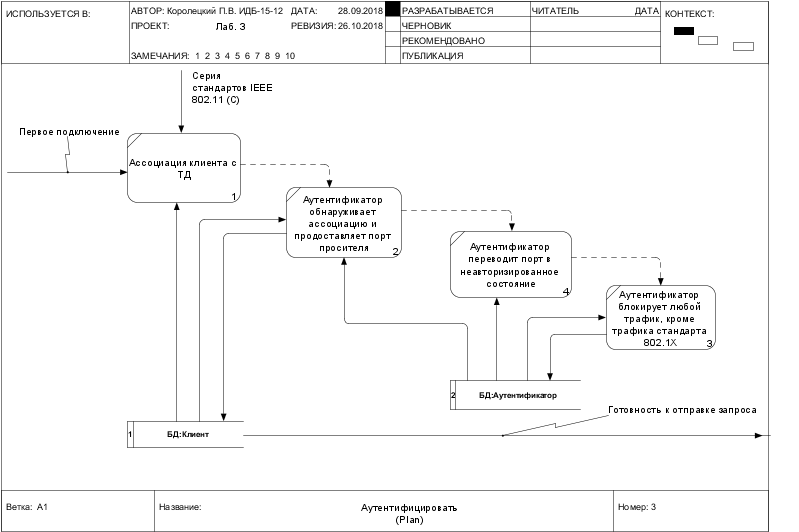 ИСПОЛЬЗУЕТСЯ В:
АВТОР: Королецкий П.В. ИДБ-15-12
ДАТА: 28.09.2018
РАЗРАБАТЫВАЕТСЯ
ЧИТАТЕЛЬ
ДАТА
КОНТЕКСТ:
ПРОЕКТ: Лаб. 3
РЕВИЗИЯ: 26.10.2018
ЧЕРНОВИК
РЕКОМЕНДОВАНО
ЗАМЕЧАНИЯ: 1 2 3 4 5 6 7 8 9 10
ПУБЛИКАЦИЯ
Серия
стандартов IEEE
802.11 (C)
Первое подключение
Ассоциация клиента с
ТД
1
Аутентификатор
обнаруживает
ассоциацию и
продоставляет порт
просителя
2
Аутентификатор
переводит порт в
неавторизированное
состояние
4
Аутентификатор
блокирует любой
трафик, кроме
трафика стандарта
802.1X
3
2
БД:Аутентификатор
Готовность к отправке запроса
1
БД:Клиент
Ветка: А1
Название:
Аутентифицировать
(Plan)
Номер: 3